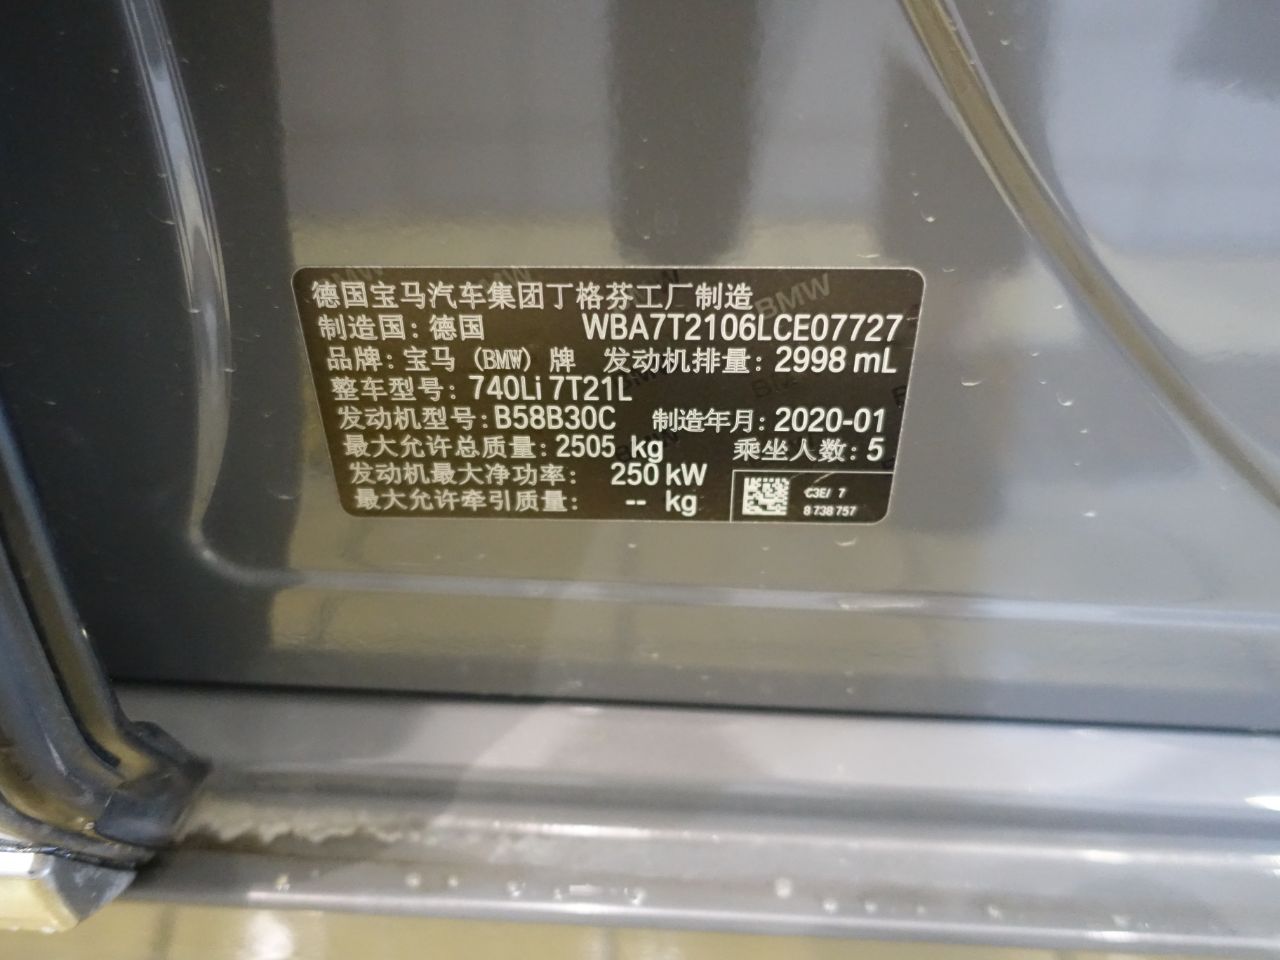 德国宝马汽车集团丁格芬工厂制造
制造国: 德国 WBA7T2106LCE07727
品牌: 宝马 (BMW) 牌 发动机排量: 2998 mL
整车型号: 740Li 7T21L
发动机型号: B58B30C 制造年月: 2020-01
最大允许总质量: 2505 kg 乘坐人数: 5
发动机最大净功率: 250 kW
最大允许牵引质量: -- kg
C3E/ 7
8 738 757